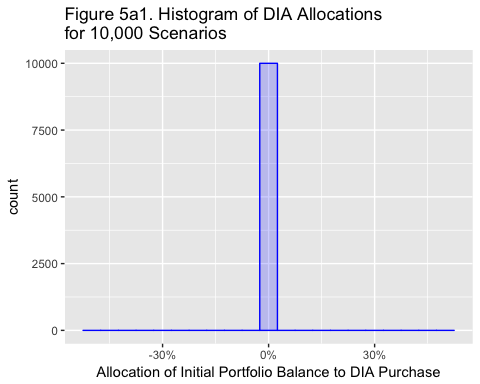 Figure 5a1. Histogram of DIA Allocations
for 10,000 Scenarios
10000
7500
5000
2500
0
count
-30%
0%
30%
Allocation of Initial Portfolio Balance to DIA Purchase